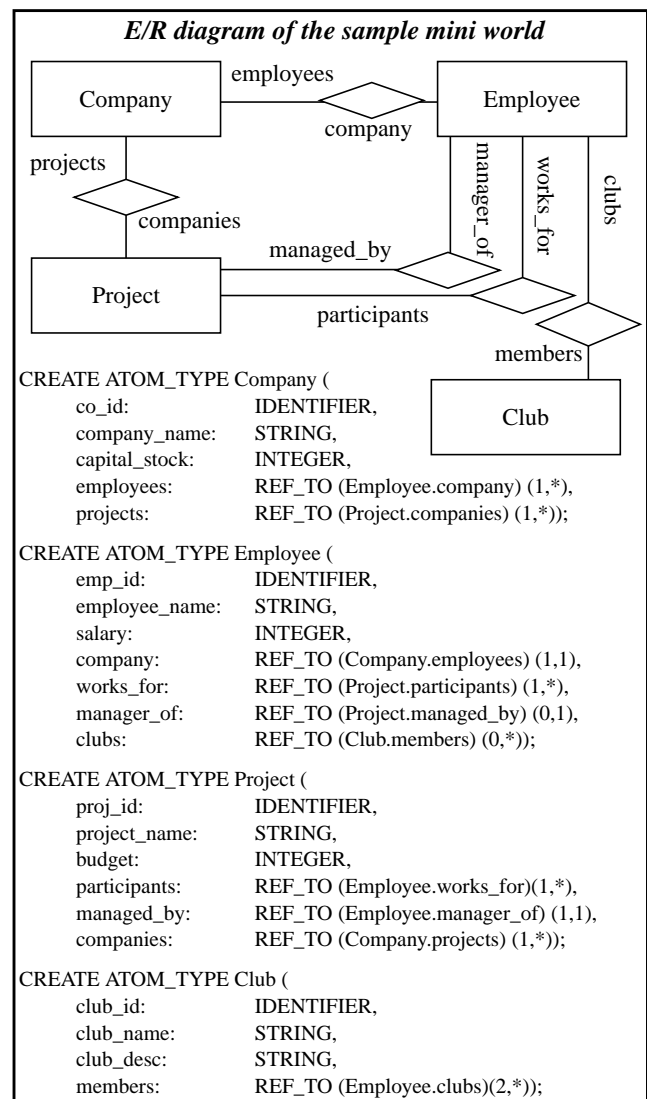 E/R diagram of the sample mini world
employees
Company
Employee
company
projects
manager_of
works_for
clubs
companies
managed_by
Project
participants
members
Club
CREATE ATOM_TYPE Company (
co_id: IDENTIFIER,
company_name: STRING,
capital_stock: INTEGER,
employees: REF_TO (Employee.company) (1,*),
projects: REF_TO (Project.companies) (1,*));
CREATE ATOM_TYPE Employee (
emp_id: IDENTIFIER,
employee_name: STRING,
salary: INTEGER,
company: REF_TO (Company.employees) (1,1),
works_for: REF_TO (Project.participants) (1,*),
manager_of: REF_TO (Project.managed_by) (0,1),
clubs: REF_TO (Club.members) (0,*));
CREATE ATOM_TYPE Project (
proj_id: IDENTIFIER,
project_name: STRING,
budget: INTEGER,
participants: REF_TO (Employee.works_for)(1,*),
managed_by: REF_TO (Employee.manager_of) (1,1),
companies: REF_TO (Company.projects) (1,*));
CREATE ATOM_TYPE Club (
club_id: IDENTIFIER,
club_name: STRING,
club_desc: STRING,
members: REF_TO (Employee.clubs)(2,*));